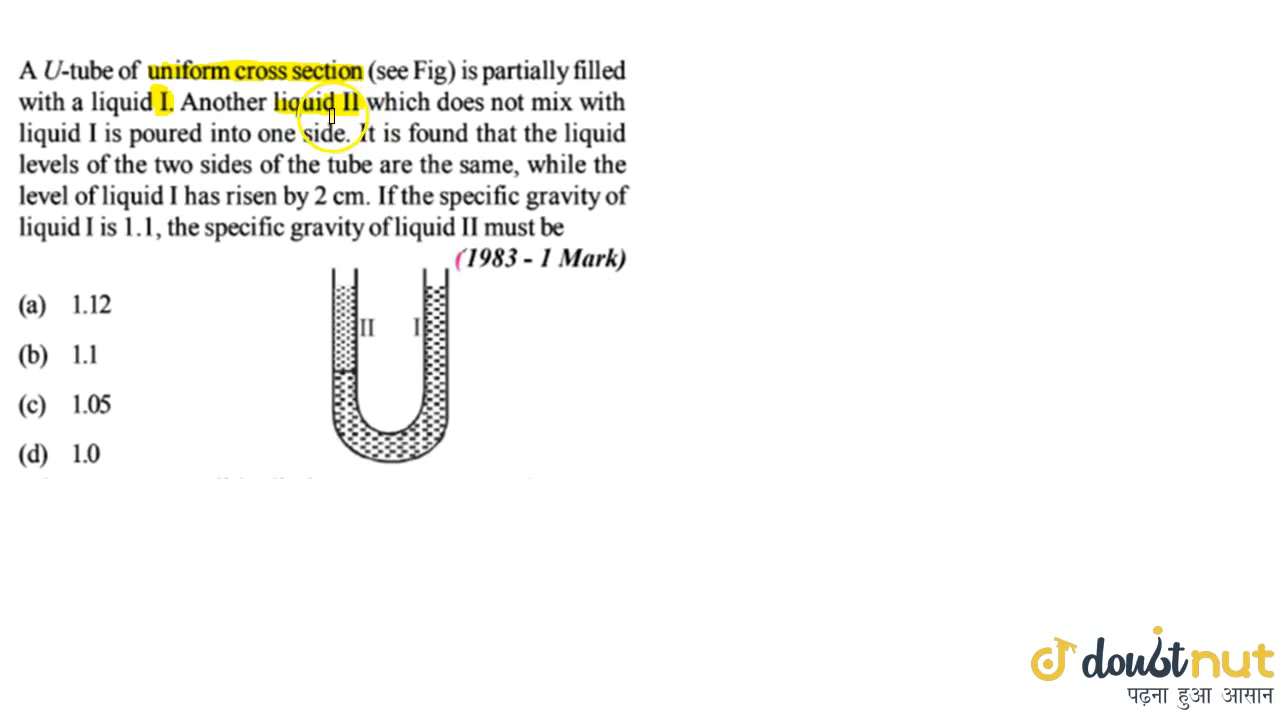 A U-tube of uniform cross section (see Fig) is partially filled
with a liquid I. Another liquid II which does not mix with
liquid I is poured into one side. It is found that the liquid
levels of the two sides of the tube are the same, while the
level of liquid I has risen by 2 cm. If the specific gravity of
liquid I is 1.1, the specific gravity of liquid II must be
(1983 - 1 Mark)
(a) 1.12
(b) 1.1
(c) 1.05
(d) 1.0
II I
doubtnut
पढ़ना हुआ आसान